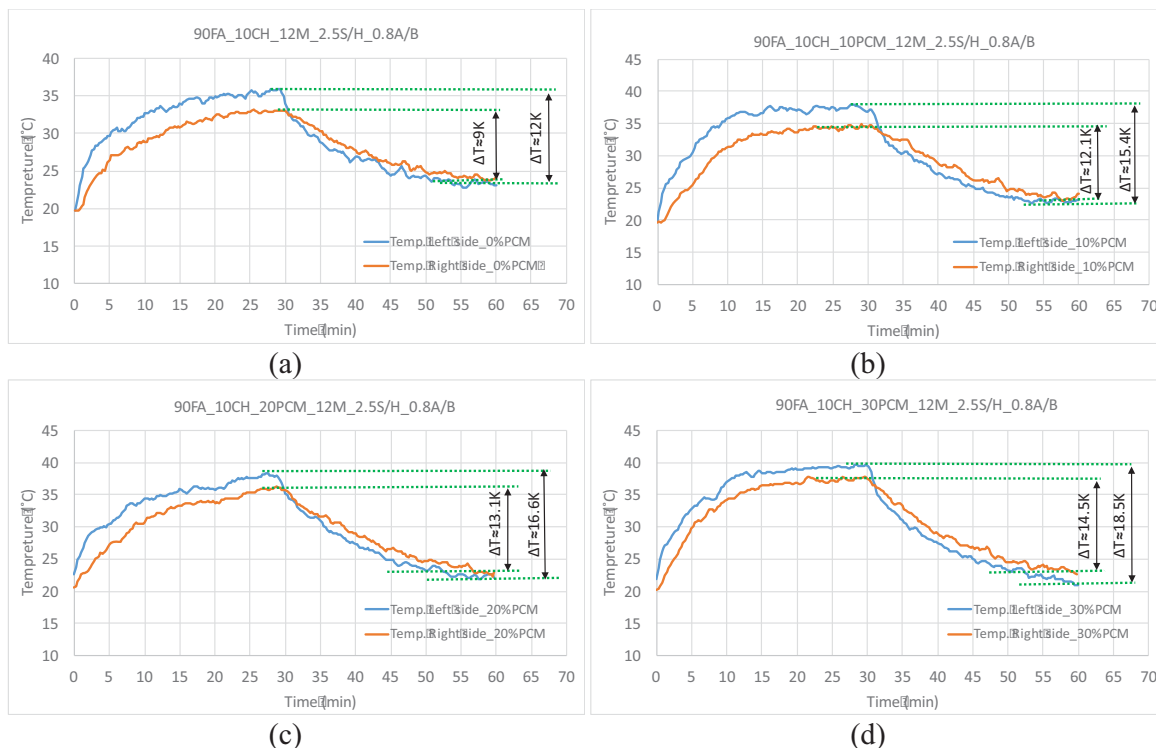 90FA_10CH_12M_2.5S/H_0.8A/B
Tempreture (˚C)
40
35
30
25
20
15
10
0 5 10 15 20 25 30 35 40 45 50 55 60 65 70
Time (min)
ΔT≈9K
ΔT≈12K
Temp. Left side_0%PCM
Temp. Right side_0%PCM
(a)
90FA_10CH_10PCM_12M_2.5S/H_0.8A/B
Tempreture (˚C)
45
40
35
30
25
20
15
10
0 5 10 15 20 25 30 35 40 45 50 55 60 65 70
Time (min)
ΔT≈12.1K
ΔT≈15.4K
Temp. Left side_10%PCM
Temp. Right side_10%PCM
(b)
90FA_10CH_20PCM_12M_2.5S/H_0.8A/B
Tempreture (˚C)
45
40
35
30
25
20
15
10
0 5 10 15 20 25 30 35 40 45 50 55 60 65 70
Time (min)
ΔT≈13.1K
ΔT≈16.6K
Temp. Left side_20%PCM
Temp. Right side_20%PCM
(c)
90FA_10CH_30PCM_12M_2.5S/H_0.8A/B
Tempreture (˚C)
45
40
35
30
25
20
15
10
0 5 10 15 20 25 30 35 40 45 50 55 60 65 70
Time (min)
ΔT≈14.5K
ΔT≈18.5K
Temp. Left side_30%PCM
Temp. Right side_30%PCM
(d)